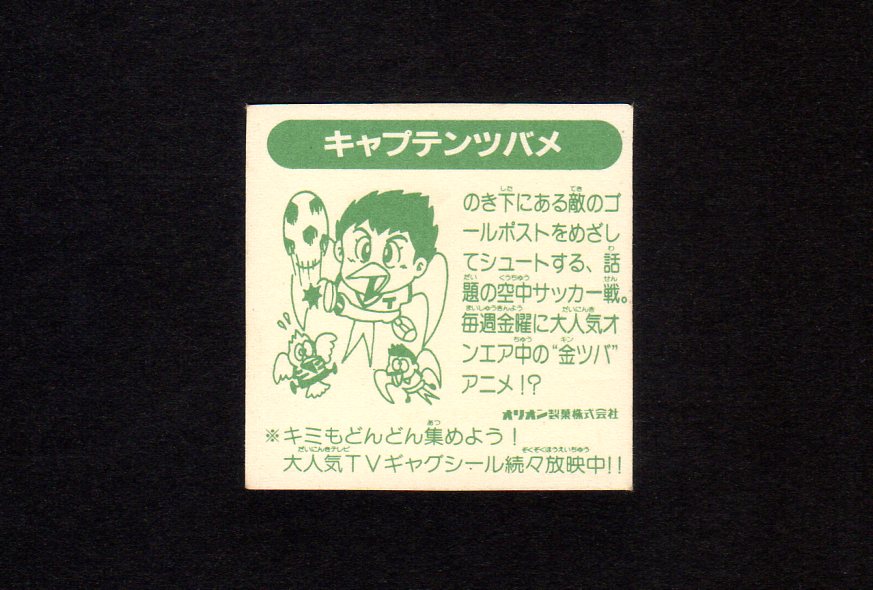 キャプテンツバメ
のき下にある敵のゴ
ールポストをめざし
てシュートする、話
題の空中サッカー戦。
毎週金曜に大人気オ
ンエア中の“金ツバ”
アニメ!?
オリオン製菓株式会社
※キミもどんどん集めよう!
大人気TVギャグシール続々放映中!!